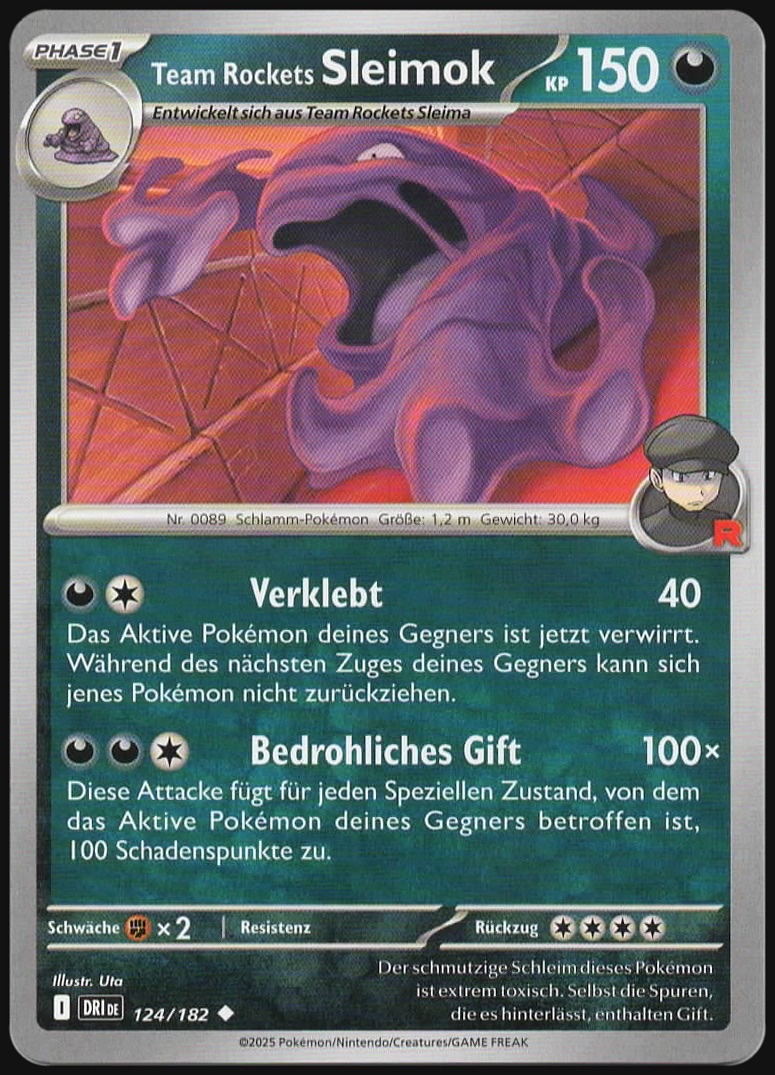 PHASE 1
Team Rockets Sleimok
KP 150
Entwickelt sich aus Team Rockets Sleima
R
Nr. 0089 Schlamm-Pokémon Größe: 1,2 m Gewicht: 30,0 kg
Verklebt 40
Das Aktive Pokémon deines Gegners ist jetzt verwirrt.
Während des nächsten Zuges deines Gegners kann sich
jenes Pokémon nicht zurückziehen.
Bedrohliches Gift 100×
Diese Attacke fügt für jeden Speziellen Zustand, von dem
das Aktive Pokémon deines Gegners betroffen ist,
100 Schadenspunkte zu.
Schwäche ×2 Resistenz Rückzug
Illustr. Uta
I DRI DE 124/182
Der schmutzige Schleim dieses Pokémon
ist extrem toxisch. Selbst die Spuren,
die es hinterlässt, enthalten Gift.
©2025 Pokémon/Nintendo/Creatures/GAME FREAK